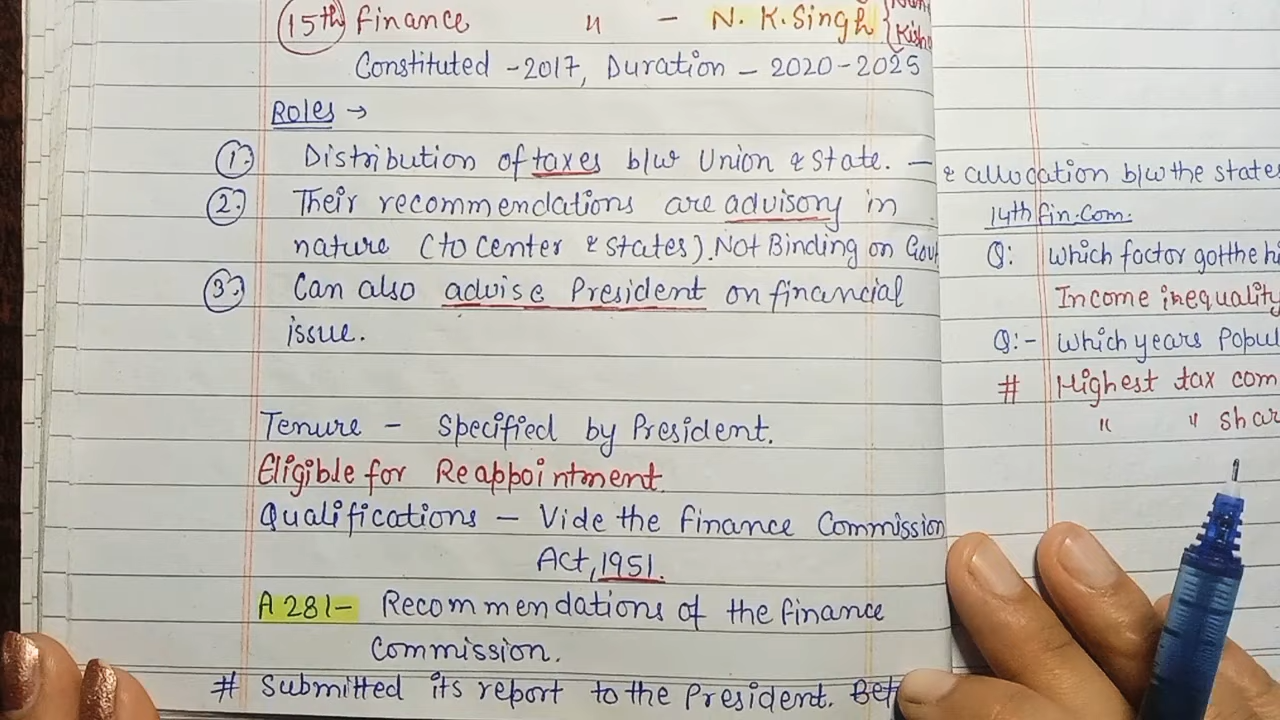 15th finance " - N. K. Singh {
Constituted - 2017, Duration - 2020-2025
Roles →
1. Distribution of taxes b/w Union & State. -
2. Their recommendations are advisory in
nature (to center & states). Not Binding on Govt
3. Can also advise President on financial
issue.
Tenure - Specified by President.
Eligible for Reappointment.
Qualifications - Vide the finance Commission
Act, 1951.
A 281- Recommendations of the finance
Commission.
# Submitted its report to the President.
& allocation b/w the states
14th fin. Com.
Q: which factor got the
Income inequality
Q:- which years
# Highest tax
" "